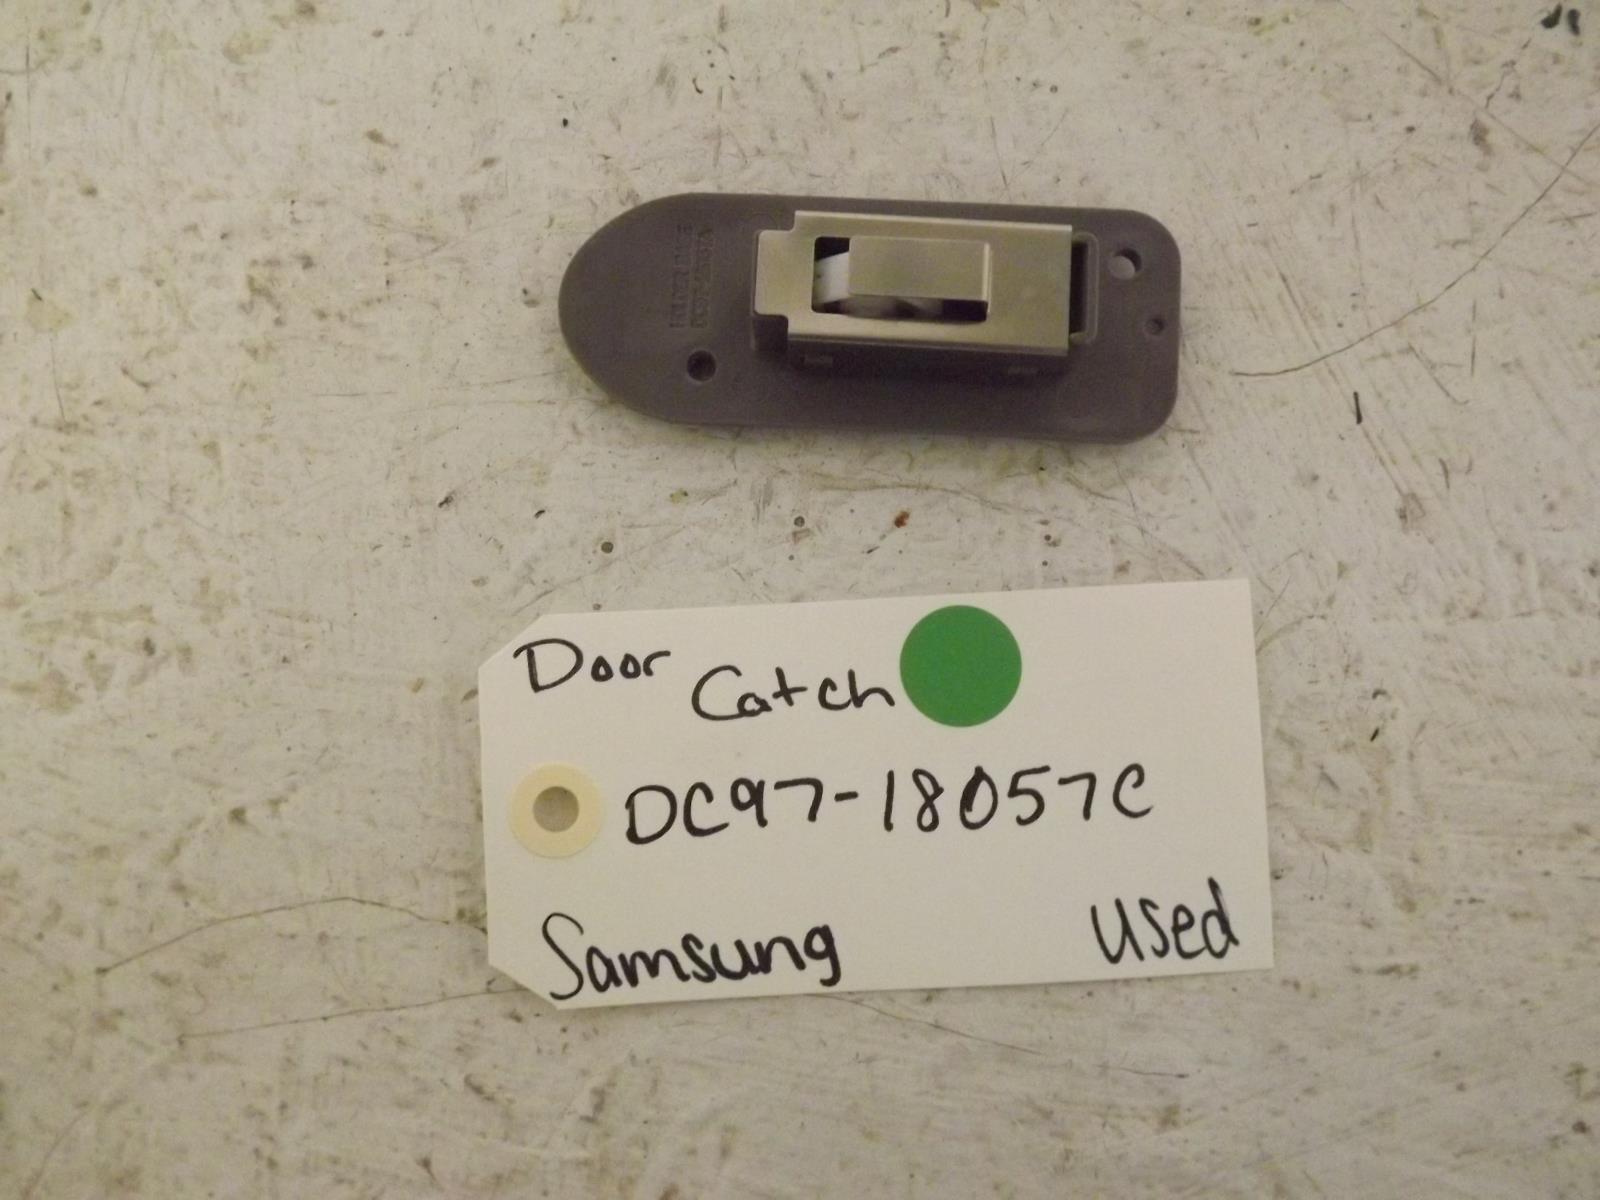 Door Catch
DC97-18057C
Samsung Used